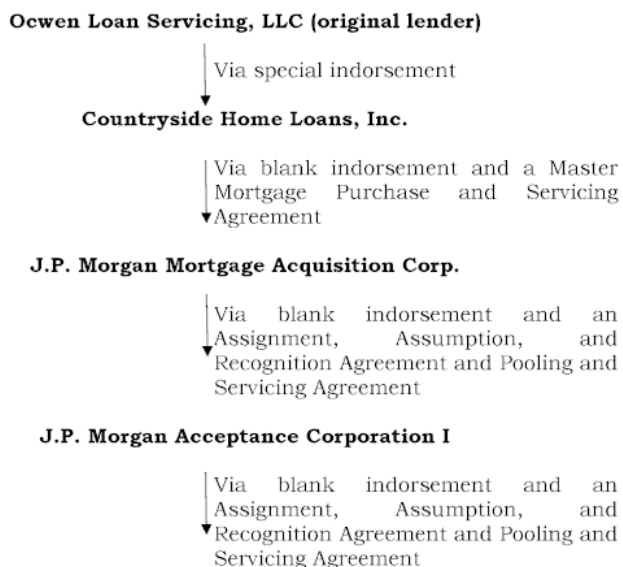 Ocwen Loan Servicing, LLC (original lender)
Via special indorsement
Countryside Home Loans, Inc.
Via blank indorsement and a Master
Mortgage Purchase and Servicing
Agreement
J.P. Morgan Mortgage Acquisition Corp.
Via blank indorsement and an
Assignment, Assumption, and
Recognition Agreement and Pooling and
Servicing Agreement
J.P. Morgan Acceptance Corporation I
Via blank indorsement and an
Assignment, Assumption, and
Recognition Agreement and Pooling and
Servicing Agreement